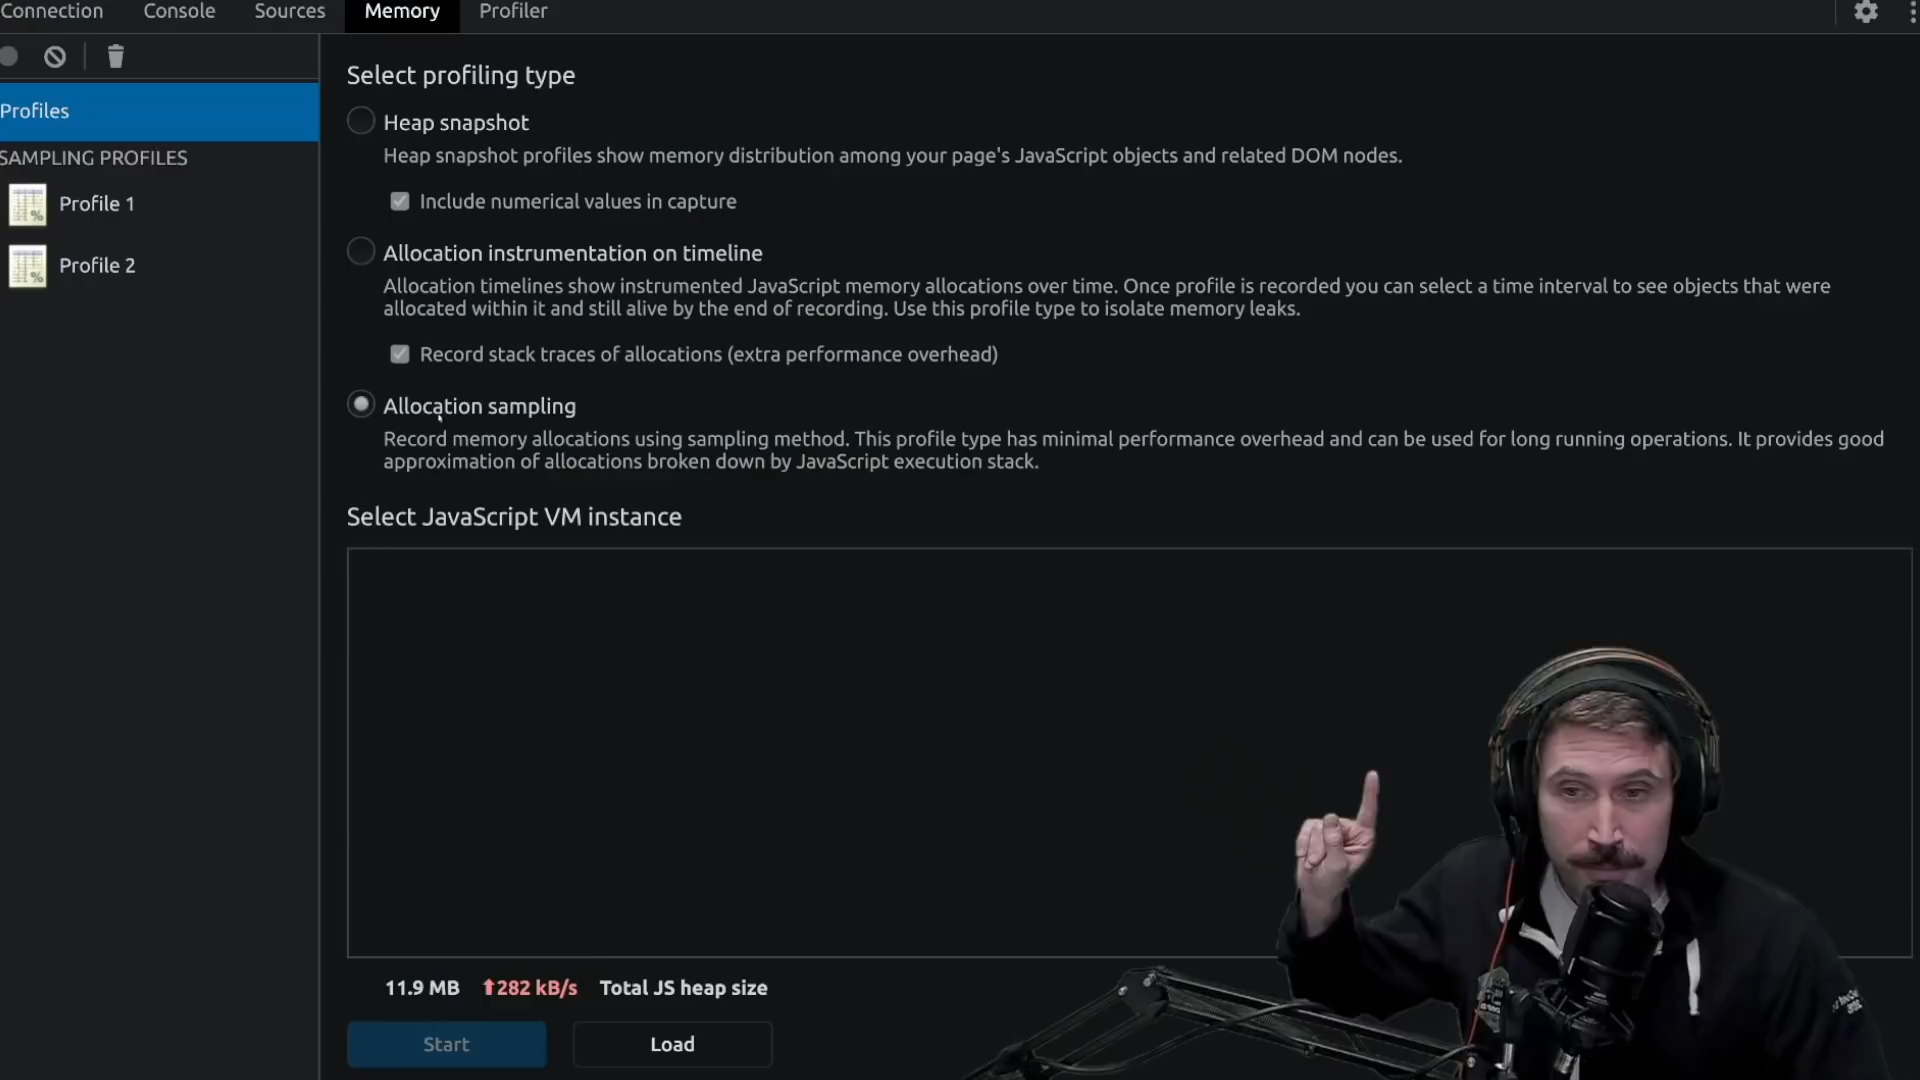 Connection Console Sources Memory Profiler
Profiles
SAMPLING PROFILES
Profile 1
Profile 2
Select profiling type
Heap snapshot
Heap snapshot profiles show memory distribution among your page's JavaScript objects and related DOM nodes.
Include numerical values in capture
Allocation instrumentation on timeline
Allocation timelines show instrumented JavaScript memory allocations over time. Once profile is recorded you can select a time interval to see objects that were
allocated within it and still alive by the end of recording. Use this profile type to isolate memory leaks.
Record stack traces of allocations (extra performance overhead)
Allocation sampling
Record memory allocations using sampling method. This profile type has minimal performance overhead and can be used for long running operations. It provides good
approximation of allocations broken down by JavaScript execution stack.
Select JavaScript VM instance
11.9 MB ⬆282 kB/s Total JS heap size
Start Load